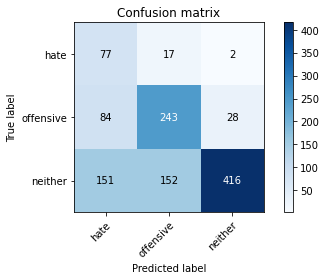 Confusion matrix
True label
hate
offensive
neither
77 17 2
84 243 28
151 152 416
hate offensive neither
Predicted label
400
350
300
250
200
150
100
50